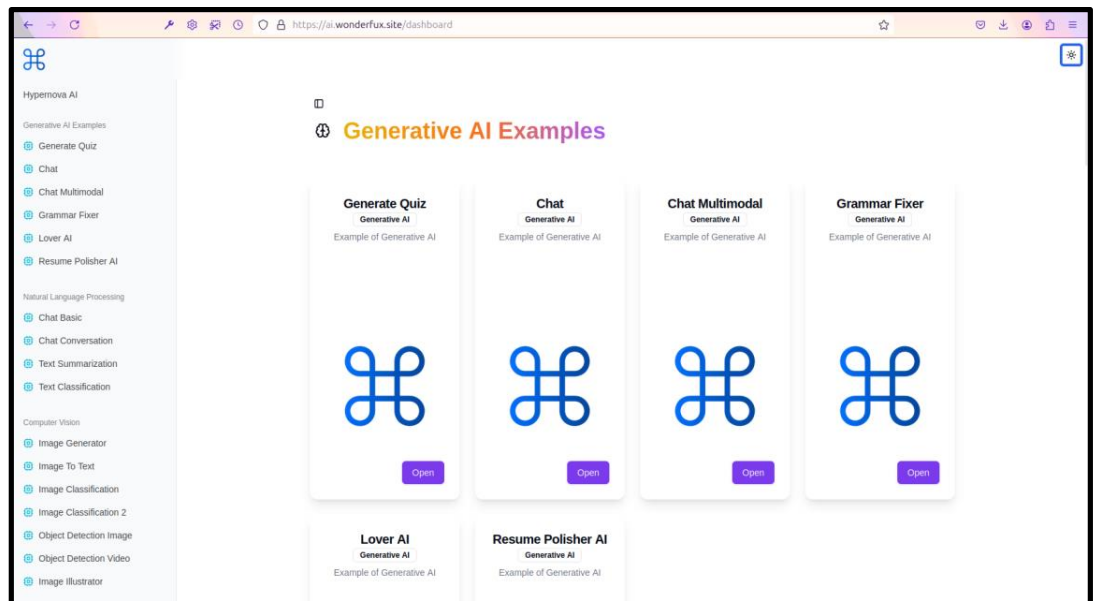 https://ai.wonderfux.site/dashboard
Hypernova AI
Generative AI Examples
Generate Quiz
Chat
Chat Multimodal
Grammar Fixer
Lover AI
Resume Polisher AI
Natural Language Processing
Chat Basic
Chat Conversation
Text Summarization
Text Classification
Computer Vision
Image Generator
Image To Text
Image Classification
Image Classification 2
Object Detection Image
Object Detection Video
Image Illustrator
Generative AI Examples
Generate Quiz
Generative AI
Example of Generative AI
Open
Chat
Generative AI
Example of Generative AI
Open
Chat Multimodal
Generative AI
Example of Generative AI
Open
Grammar Fixer
Generative AI
Example of Generative AI
Open
Lover AI
Generative AI
Example of Generative AI
Resume Polisher AI
Generative AI
Example of Generative AI